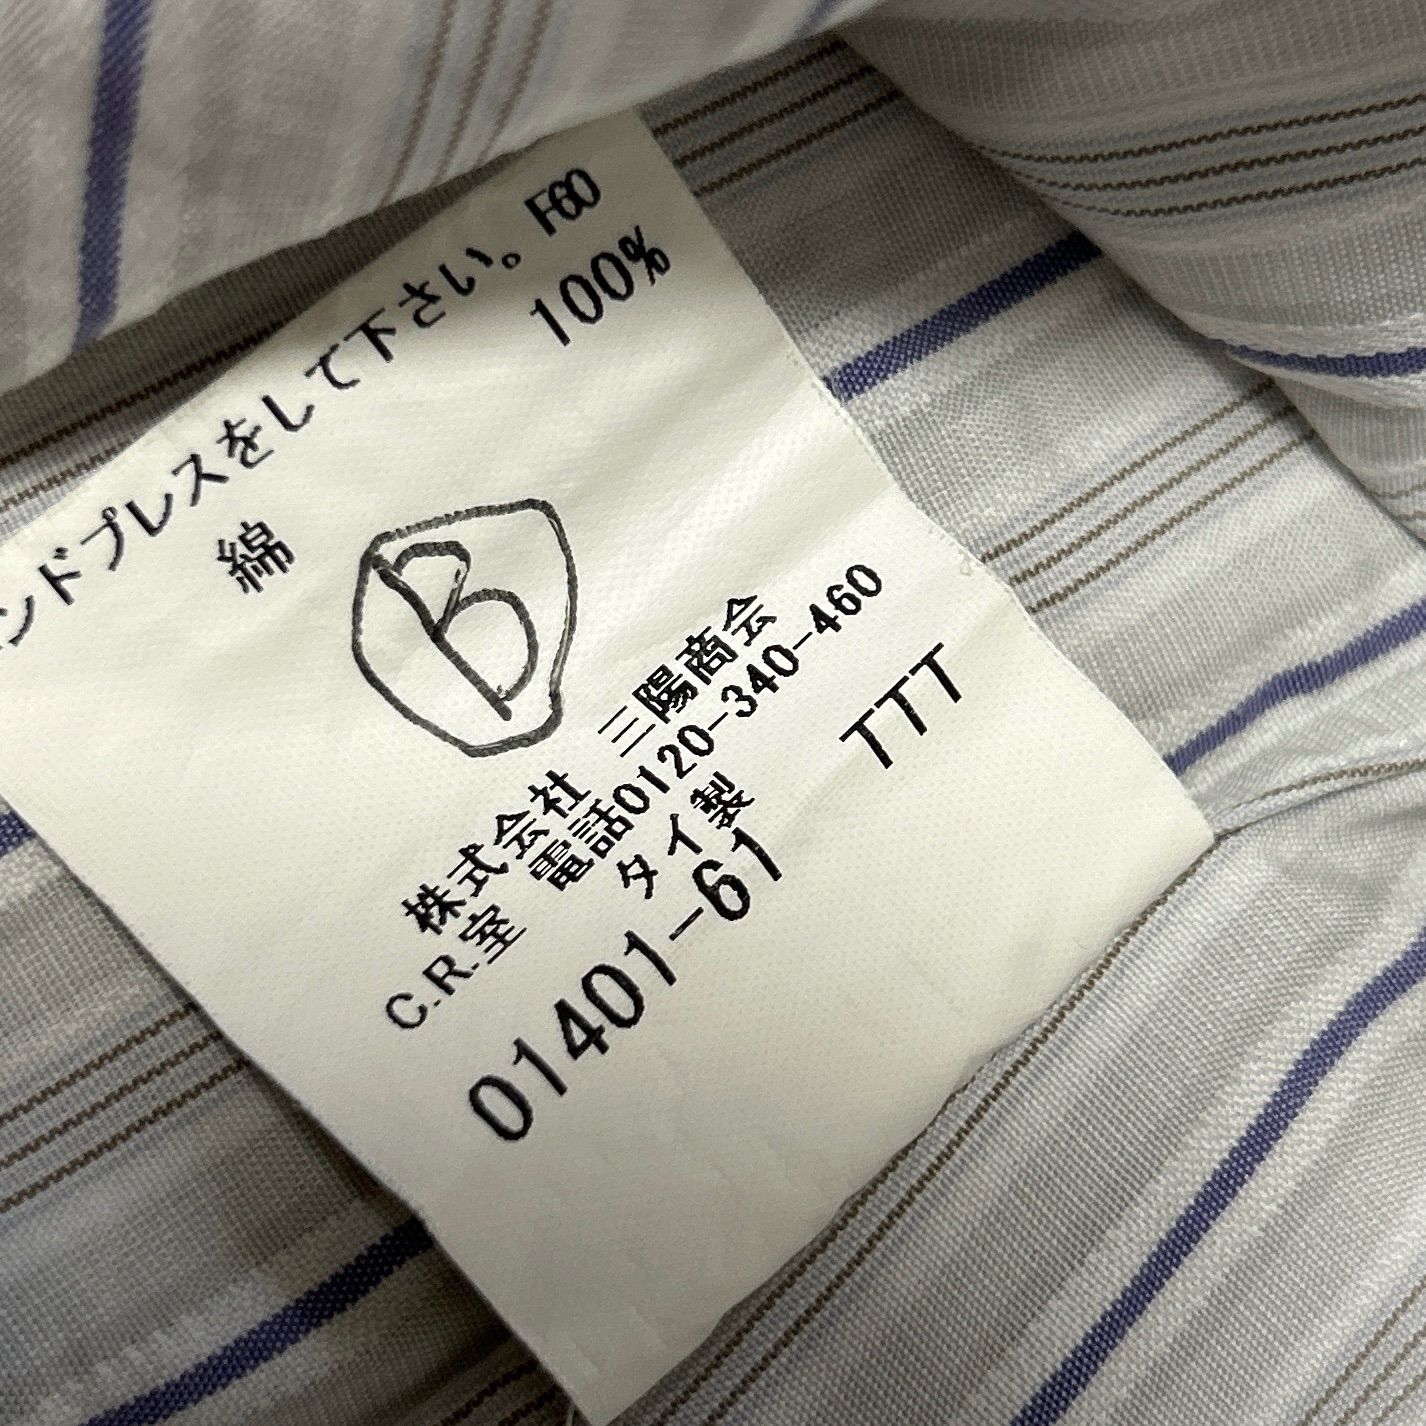 ンドプレスをして下さい。F60
綿 100%
B
株式会社 三陽商会
C.R.室 電話0120-340-460
タイ製 TTT
01401-61